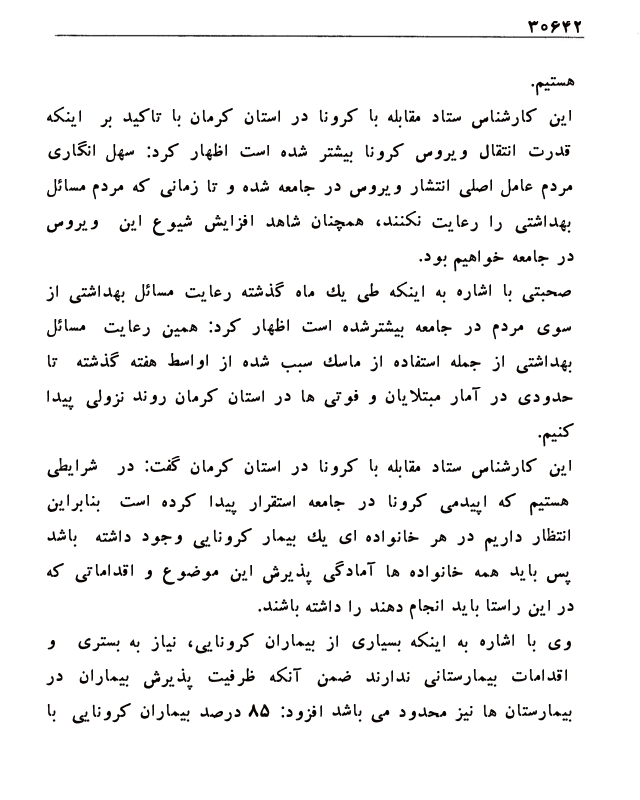 ۳۰۶۴۲
هستیم.
این کارشناس ستاد مقابله با کرونا در استان کرمان با تاکید بر اینکه
قدرت انتقال ویروس کرونا بیشتر شده است اظهار کرد: سهل انگاری
مردم عامل اصلی انتشار ویروس در جامعه شده و تا زمانی که مردم مسائل
بهداشتی را رعایت نکنند، همچنان شاهد افزایش شیوع این ویروس
در جامعه خواهیم بود.
صحبتی با اشاره به اینکه طی یك ماه گذشته رعایت مسائل بهداشتی از
سوی مردم در جامعه بیشترشده است اظهار کرد: همین رعایت مسائل
بهداشتی از جمله استفاده از ماسك سبب شده از اواسط هفته گذشته تا
حدودی در آمار مبتلایان و فوتی ها در استان کرمان روند نزولی پیدا
کنیم.
این کارشناس ستاد مقابله با کرونا در استان کرمان گفت: در شرایطی
هستیم که اپیدمی کرونا در جامعه استقرار پیدا کرده است بنابراین
انتظار داریم در هر خانواده ای یك بیمار کرونایی وجود داشته باشد
پس باید همه خانواده ها آمادگی پذیرش این موضوع و اقداماتی که
در این راستا باید انجام دهند را داشته باشند.
وی با اشاره به اینکه بسیاری از بیماران کرونایی، نیاز به بستری و
اقدامات بیمارستانی ندارند ضمن آنکه ظرفیت پذیرش بیماران در
بیمارستان ها نیز محدود می باشد افزود: ۸۵ درصد بیماران کرونایی با